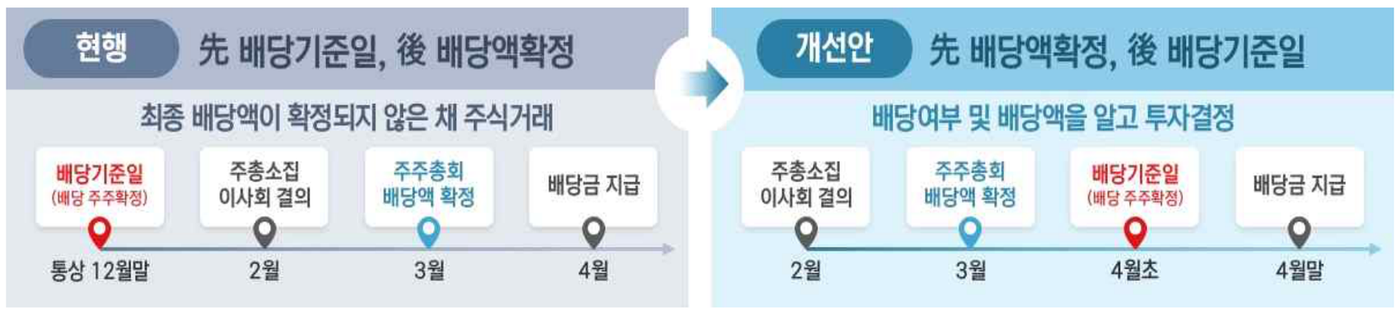 현행
先 배당기준일, 後 배당액확정
최종 배당액이 확정되지 않은 채 주식거래
배당기준일
(배당 주주확정)
주총소집
이사회 결의
주주총회
배당액 확정
배당금 지급
통상 12월말
2월
3월
4월
개선안
先 배당액확정, 後 배당기준일
배당여부 및 배당액을 알고 투자결정
주총소집
이사회 결의
주주총회
배당액 확정
배당기준일
(배당 주주확정)
배당금 지급
2월
3월
4월초
4월말